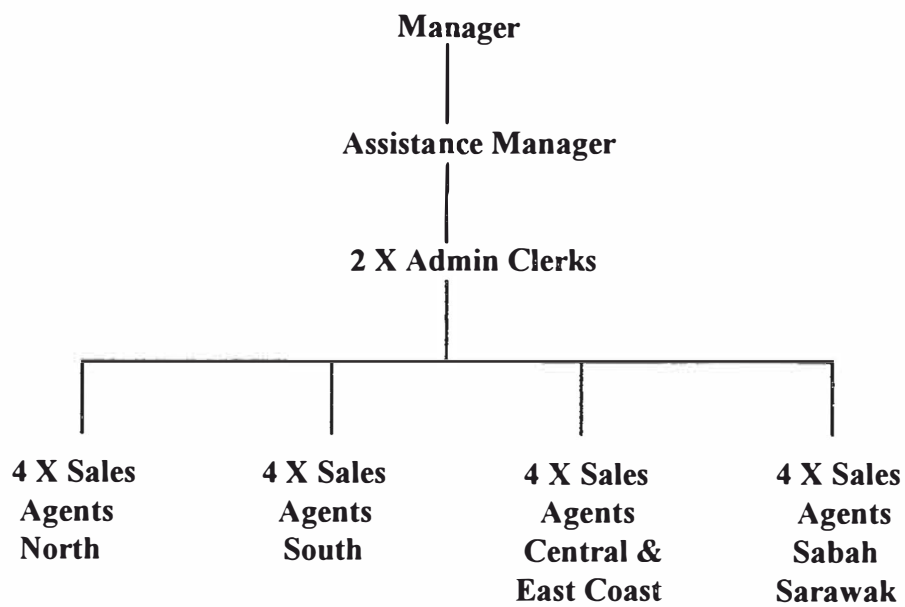 Manager
Assistance Manager
2 X Admin Clerks
4 X Sales
Agents
North
4 X Sales
Agents
South
4 X Sales
Agents
Central &
East Coast
4 X Sales
Agents
Sabah
Sarawak